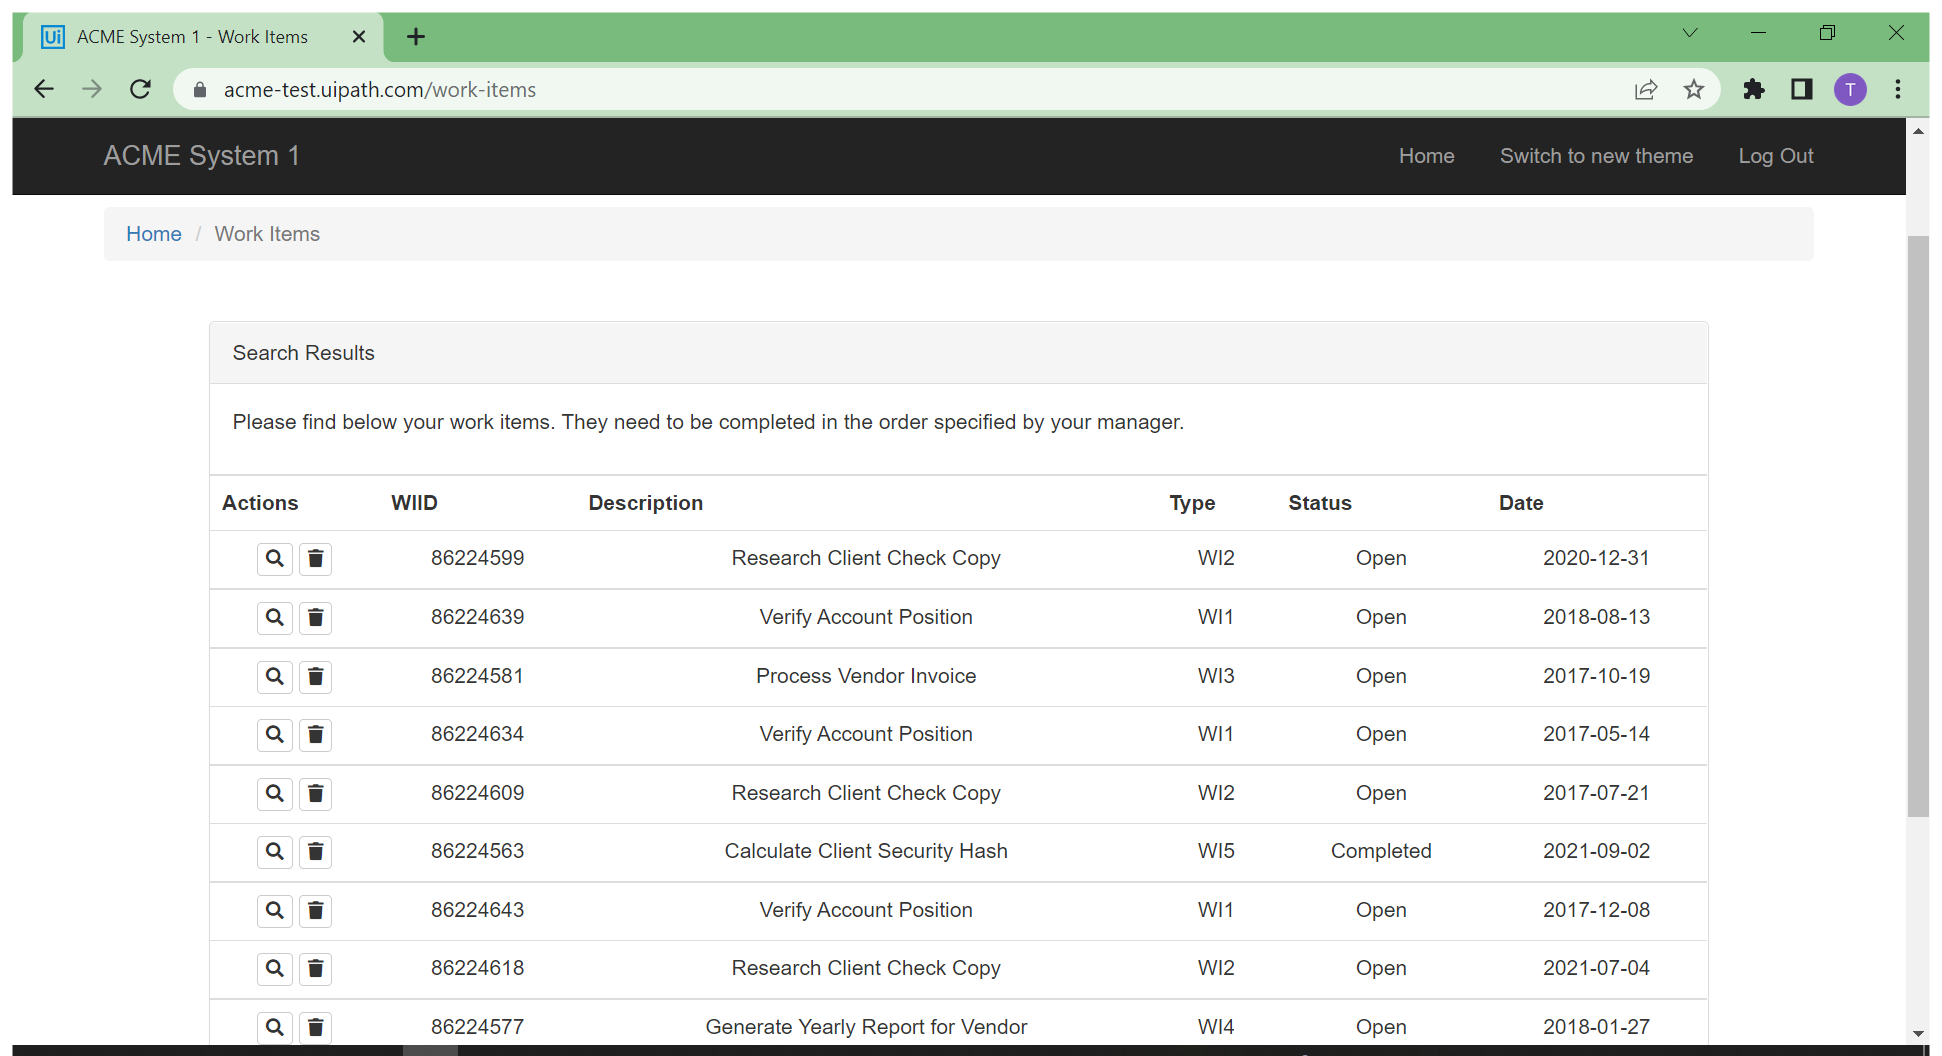 ACME System 1 - Work Items
acme-test.uipath.com/work-items
T
ACME System 1 Home Switch to new theme Log Out
Home / Work Items
Search Results
Please find below your work items. They need to be completed in the order specified by your manager.
Actions WIID Description Type Status Date
86224599 Research Client Check Copy WI2 Open 2020-12-31
86224639 Verify Account Position WI1 Open 2018-08-13
86224581 Process Vendor Invoice WI3 Open 2017-10-19
86224634 Verify Account Position WI1 Open 2017-05-14
86224609 Research Client Check Copy WI2 Open 2017-07-21
86224563 Calculate Client Security Hash WI5 Completed 2021-09-02
86224643 Verify Account Position WI1 Open 2017-12-08
86224618 Research Client Check Copy WI2 Open 2021-07-04
86224577 Generate Yearly Report for Vendor WI4 Open 2018-01-27